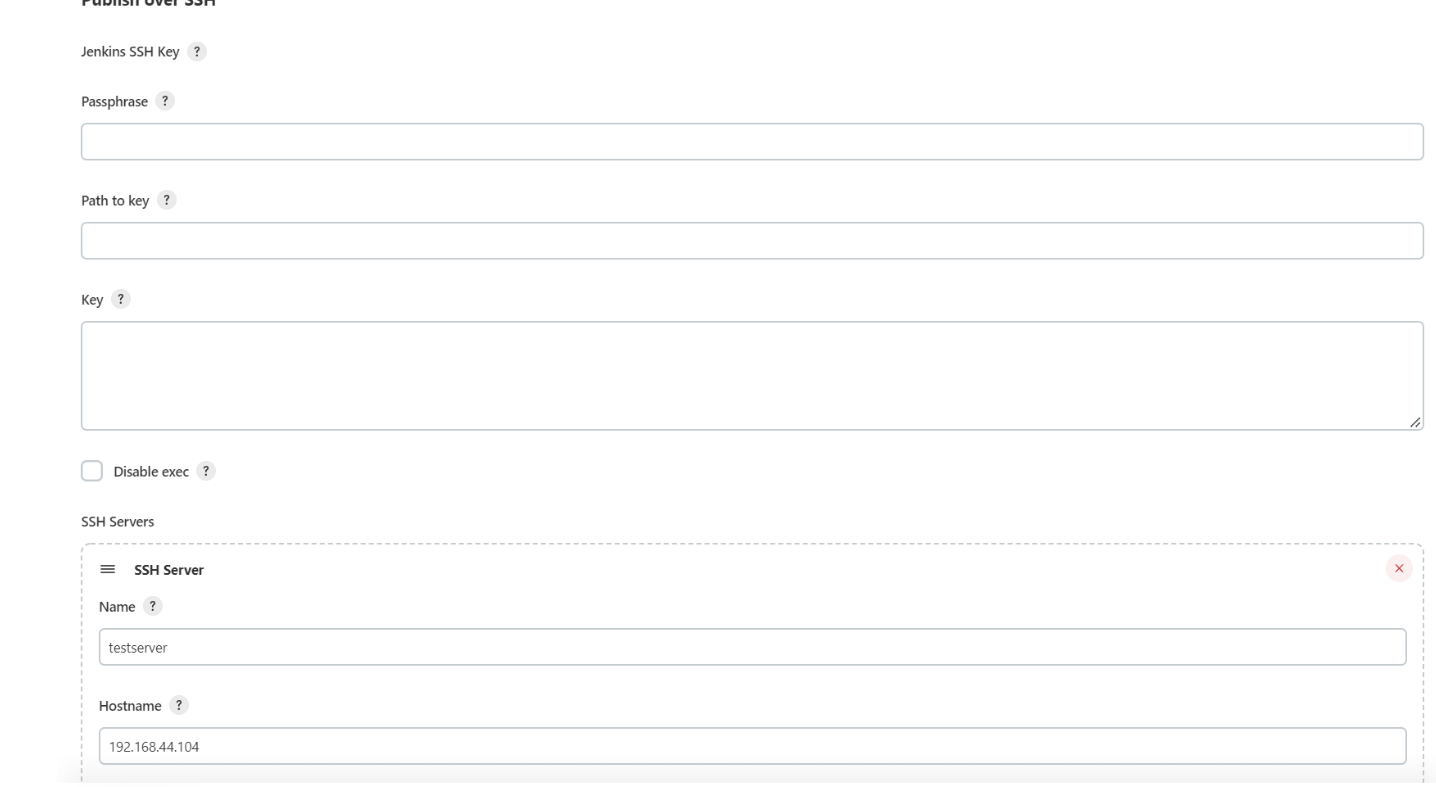 Publish over SSH
Jenkins SSH Key ?
Passphrase ?
Path to key ?
Key ?
Disable exec ?
SSH Servers
SSH Server
Name ?
testserver
Hostname ?
192.168.44.104